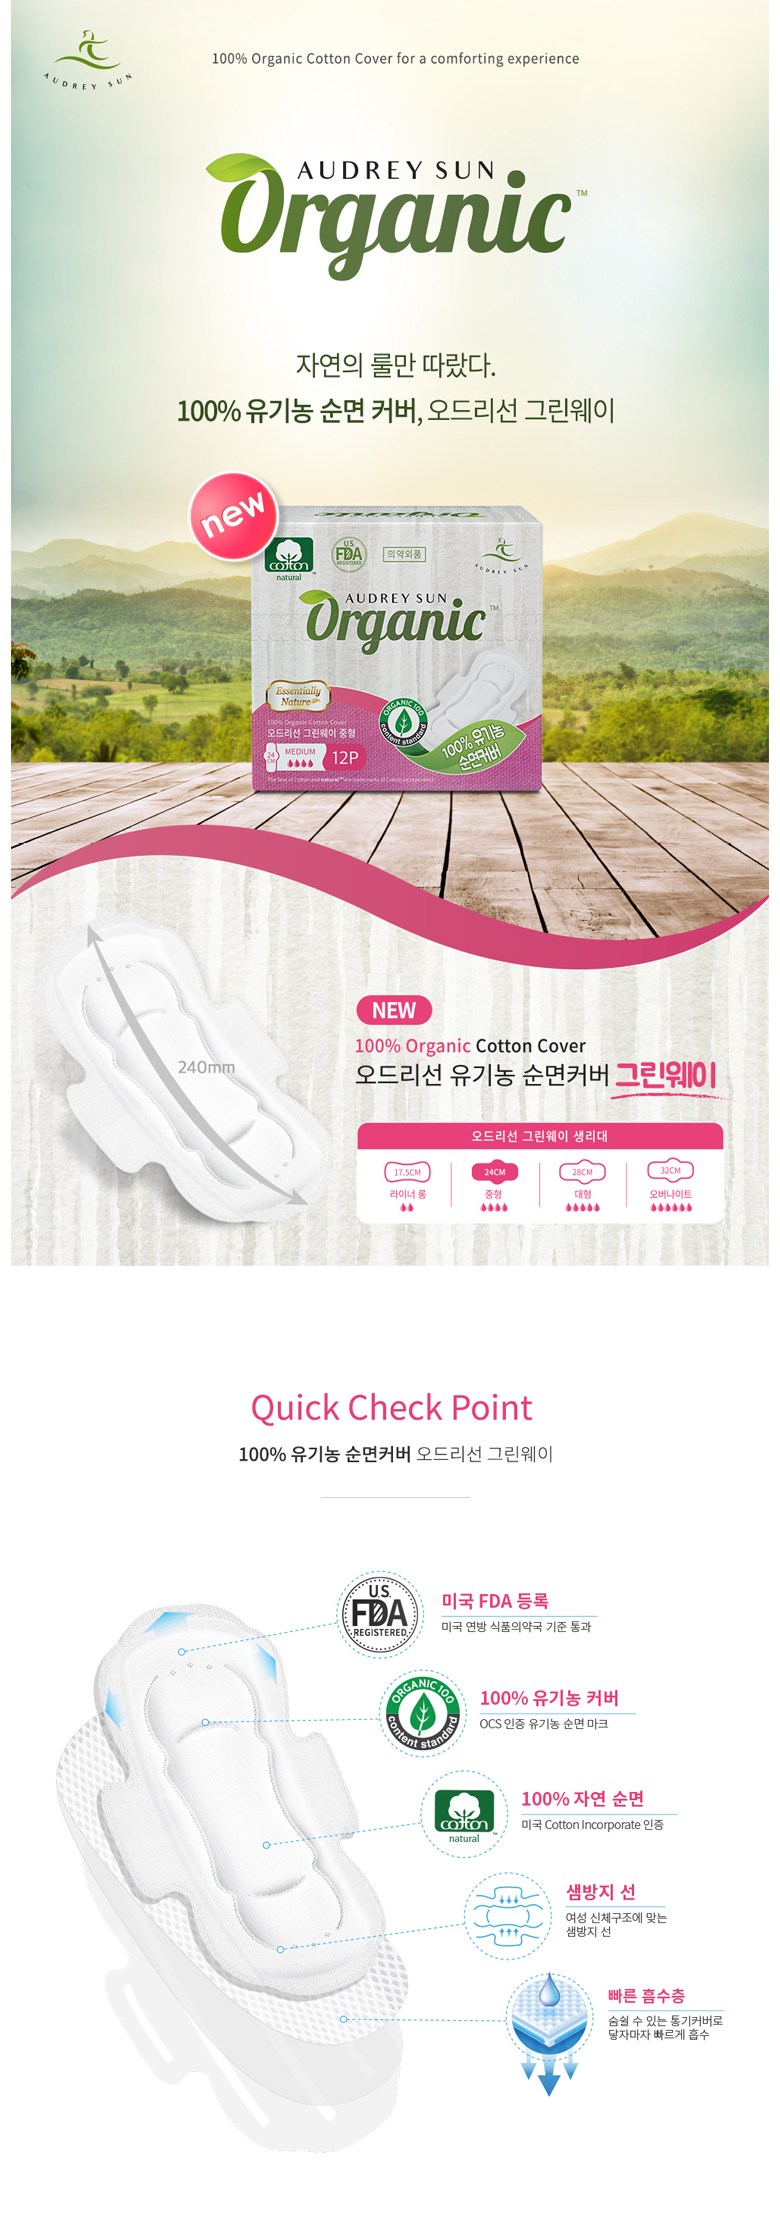 AUDREY SUN
100% Organic Cotton Cover for a comforting experience
AUDREY SUN
Organic™
자연의 룰만 따랐다.
100% 유기농 순면 커버, 오드리선 그린웨이
new
Organic
cotton
natural
U.S.
FDA
REGISTERED
의약외품
AUDREY SUN
AUDREY SUN
Organic™
Essentially
Nature
ORGANIC 100
content standard
100% 유기농
순면커버
100% Organic Cotton Cover
오드리선 그린웨이 중형
24
CM
MEDIUM
12P
The Seal of Cotton and natural™ are trademarks of Cotton Incorporated
240mm
NEW
100% Organic Cotton Cover
오드리선 유기농 순면커버 그린웨이
오드리선 그린웨이 생리대
17.5CM
24CM
28CM
32CM
라이너 롱
중형
대형
오버나이트
Quick Check Point
100% 유기농 순면커버 오드리선 그린웨이
U.S.
FDA
REGISTERED
미국 FDA 등록
미국 연방 식품의약국 기준 통과
ORGANIC 100
content standard
100% 유기농 커버
OCS 인증 유기농 순면 마크
cotton™
natural
100% 자연 순면
미국 Cotton Incorporate 인증
샘방지 선
여성 신체구조에 맞는
샘방지 선
빠른 흡수층
숨쉴 수 있는 통기커버로
닿자마자 빠르게 흡수